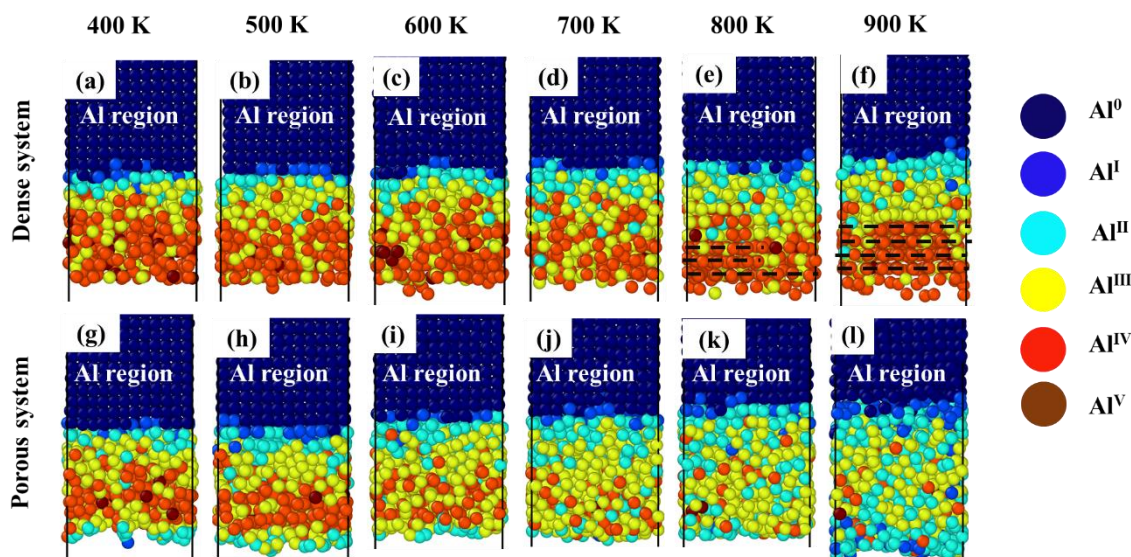 400 K 500 K 600 K 700 K 800 K 900 K
Dense system
(a) (b) (c) (d) (e) (f)
Al region Al region Al region Al region Al region Al region
Porous system
(g) (h) (i) (j) (k) (l)
Al region Al region Al region Al region Al region Al region
Al⁰
Alᴵ
Alᴵᴵ
Alᴵᴵᴵ
Alᴵⱽ
Alⱽ